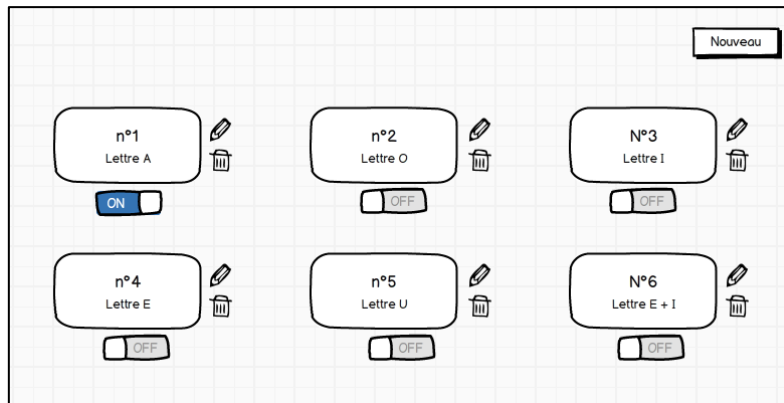 Nouveau
n°1
Lettre A
ON
n°2
Lettre O
OFF
N°3
Lettre I
OFF
n°4
Lettre E
OFF
n°5
Lettre U
OFF
N°6
Lettre E + I
OFF